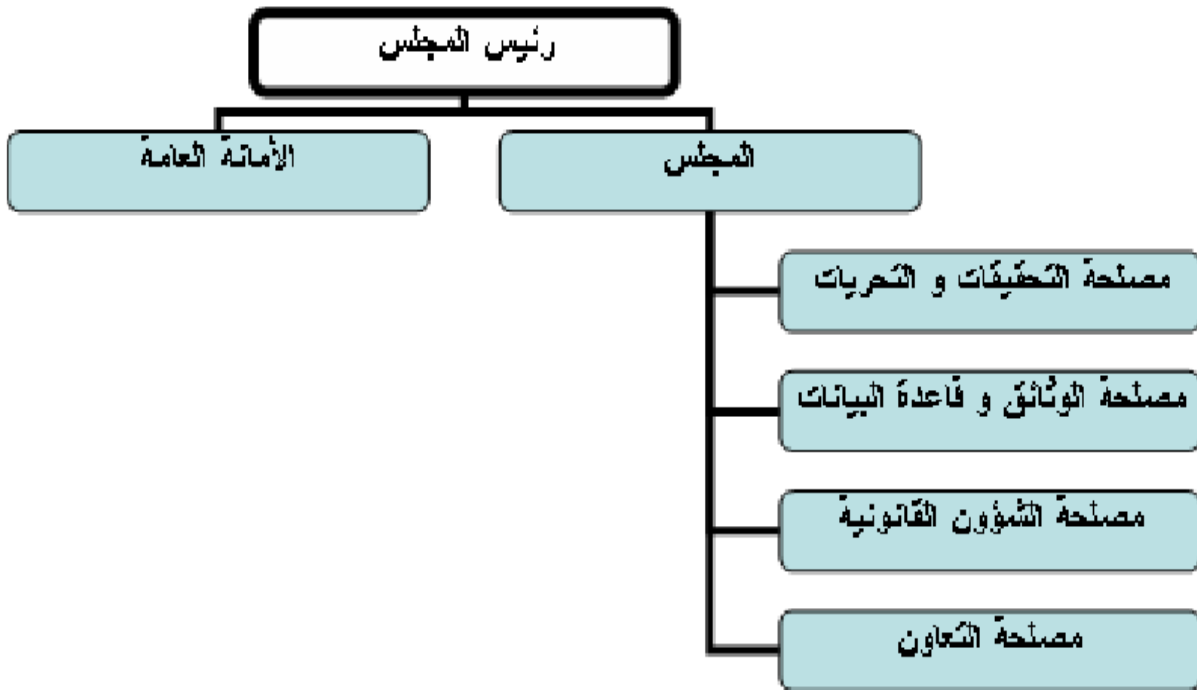 رئيس المجلس
المجلس
الأمانة العامة
مصلحة التحقيقات و التحريات
مصلحة الوثائق و قاعدة البيانات
مصلحة الشؤون القانونية
مصلحة التعاون